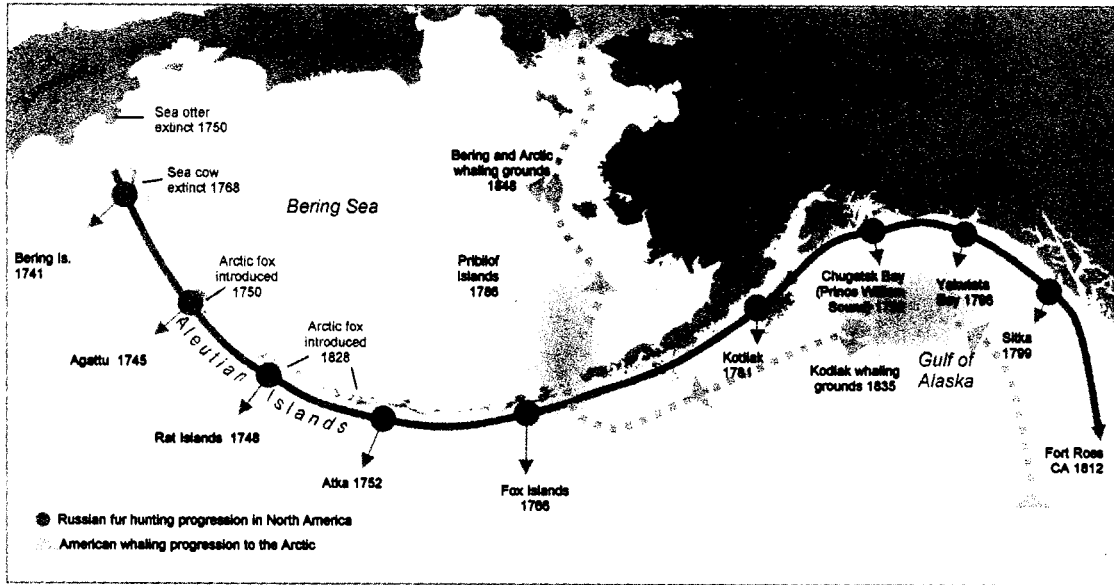 Sea otter
extinct 1750
Sea cow
extinct 1768
Bering and Arctic
whaling grounds
1848
Bering Sea
Bering Is.
1741
Arctic fox
introduced
1750
Pribilof
Islands
1786
Chugatsk Bay
(Prince William
Sound)
Bay
Arctic fox
introduced
1828
Agattu 1745
Aleutian Islands
Kodiak
Sitka
1799
Kodiak whaling
grounds 1835
Gulf of
Alaska
Rat Islands 1748
Atka 1752
Fox Islands
1766
Fort Ross
CA 1812
Russian fur hunting progression in North America
American whaling progression to the Arctic